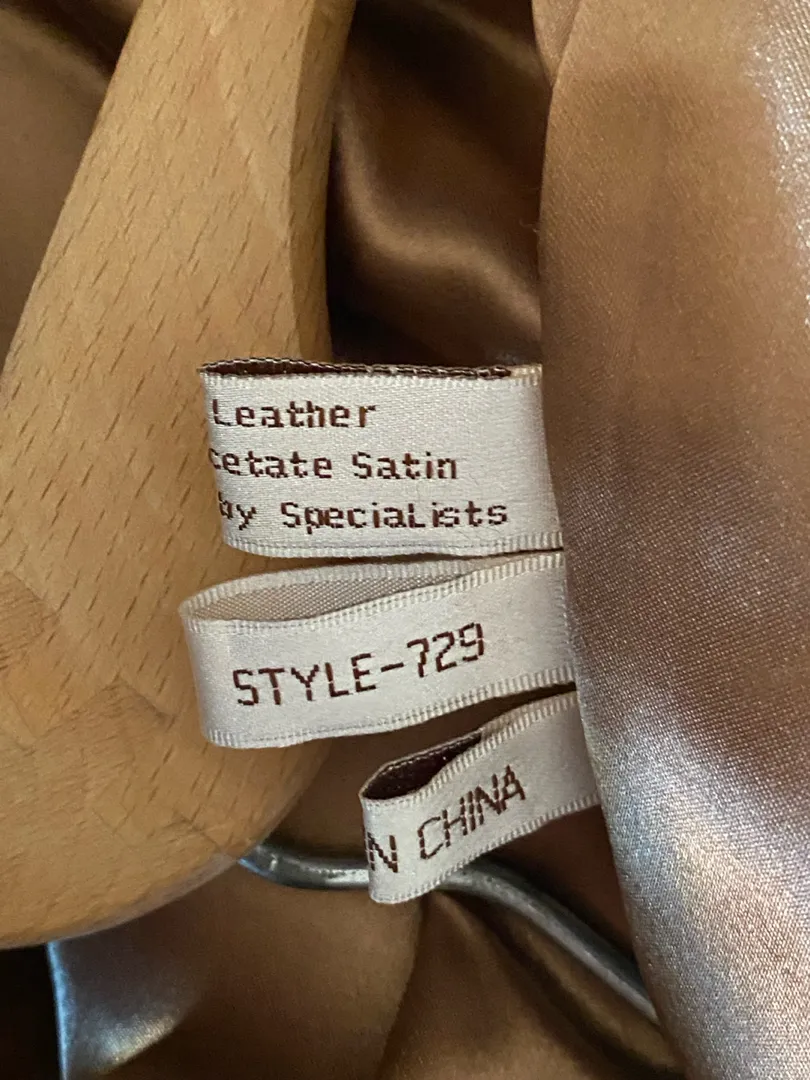 Leather
cetate Satin
by Specialists
STYLE-729
N CHINA